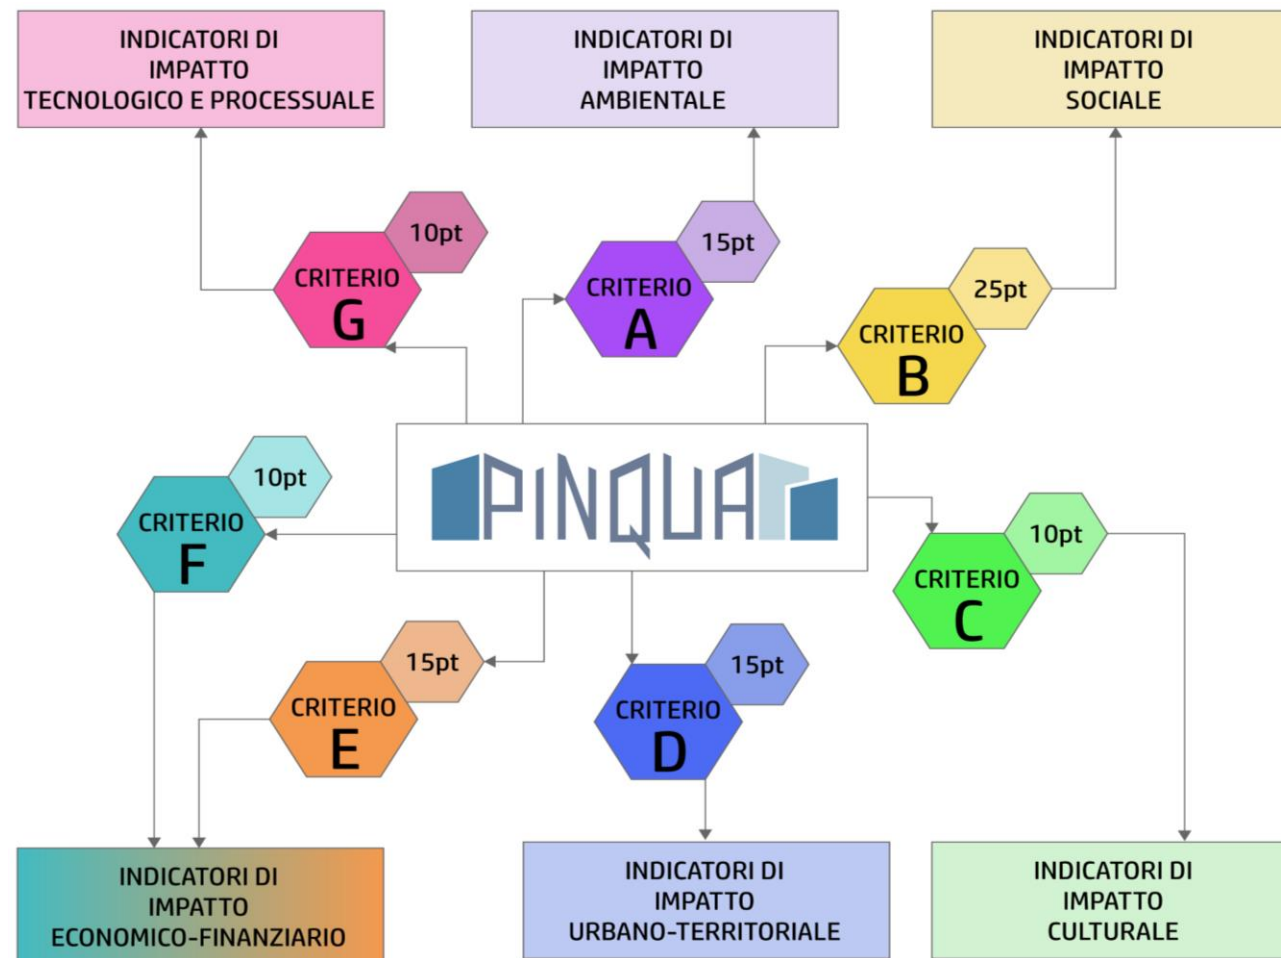 INDICATORI DI
IMPATTO
TECNOLOGICO E PROCESSUALE
INDICATORI DI
IMPATTO
AMBIENTALE
INDICATORI DI
IMPATTO
SOCIALE
10pt
CRITERIO
G
15pt
CRITERIO
A
25pt
CRITERIO
B
PINQUA
10pt
CRITERIO
F
10pt
CRITERIO
C
15pt
CRITERIO
E
15pt
CRITERIO
D
INDICATORI DI
IMPATTO
ECONOMICO-FINANZIARIO
INDICATORI DI
IMPATTO
URBANO-TERRITORIALE
INDICATORI DI
IMPATTO
CULTURALE